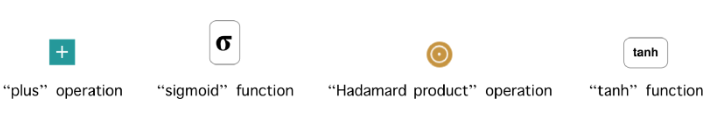 + σ tanh
“plus” operation “sigmoid” function “Hadamard product” operation “tanh” function